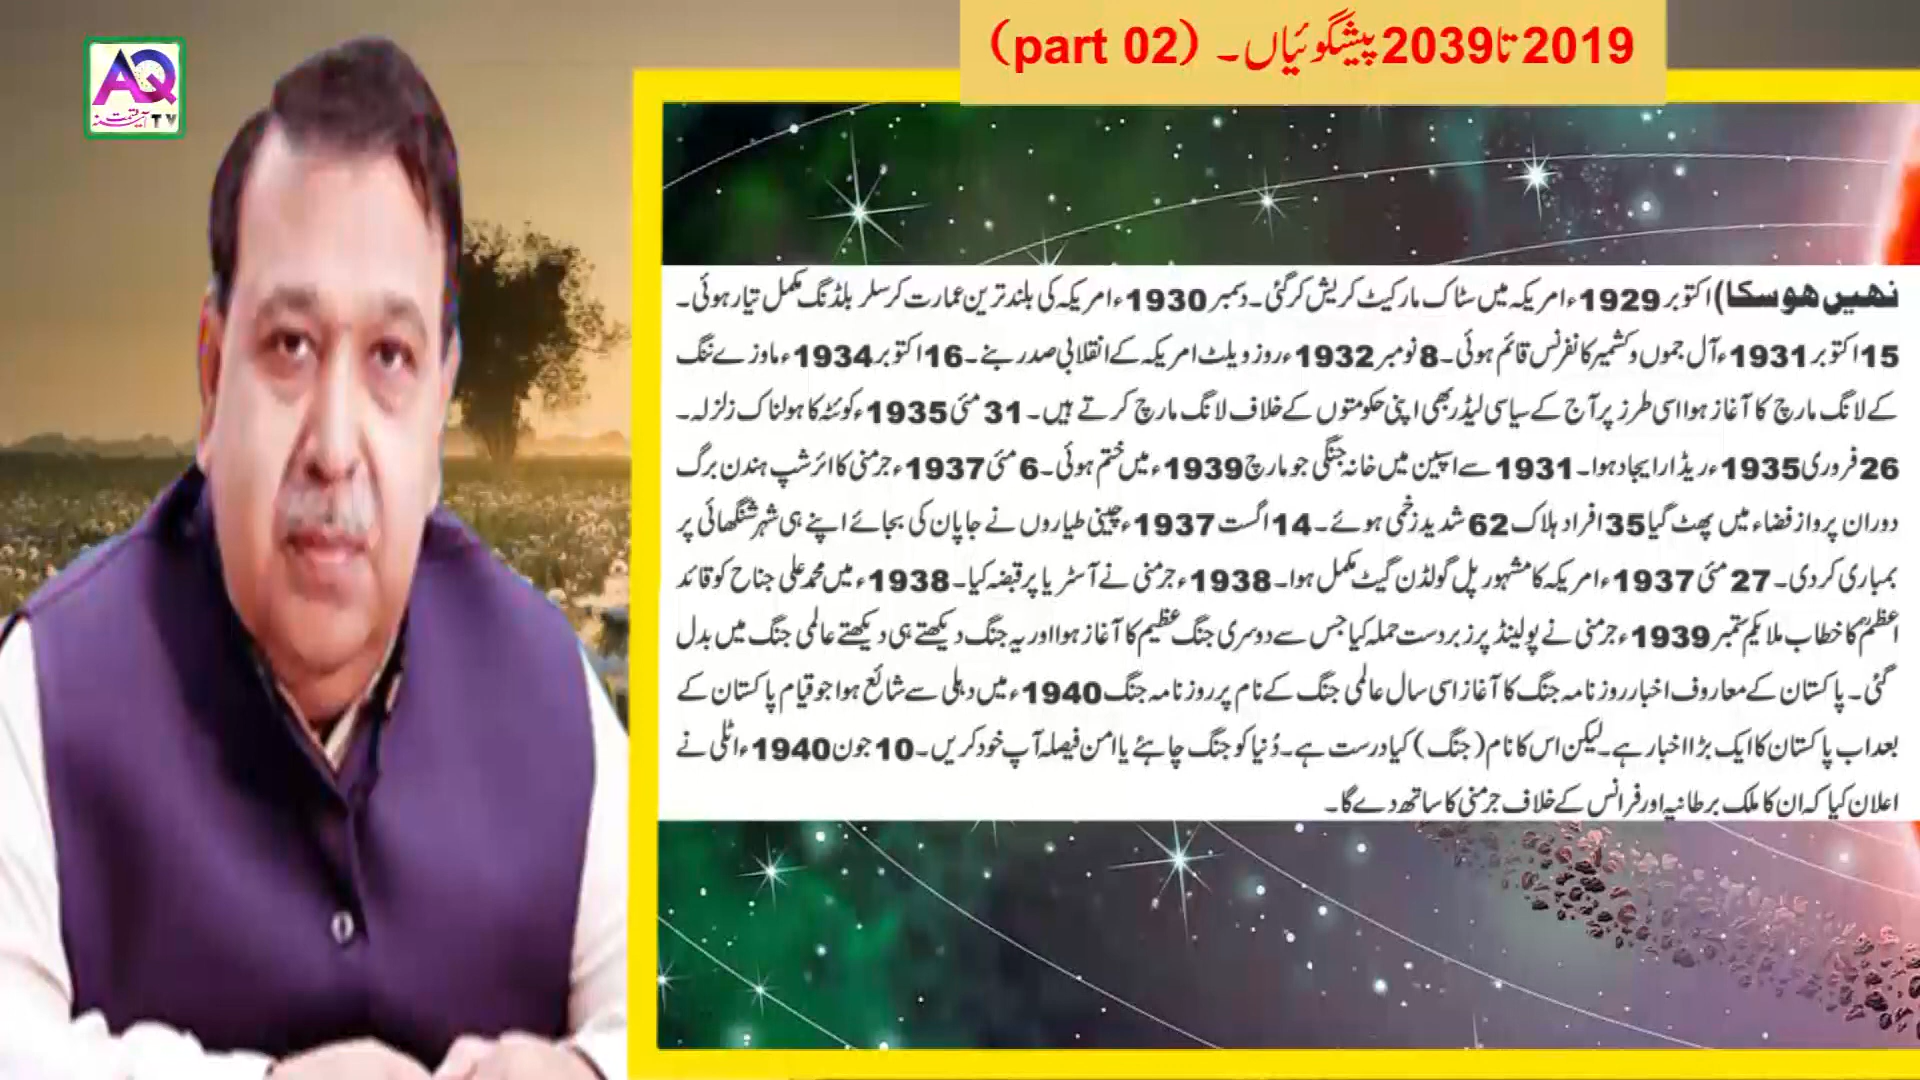 2019 تا 2039 پیشگوئیاں۔ (part 02)
AQ
آئینہ قسمت TV
نہیں ہوسکا) اکتوبر 1929ء امریکہ میں سٹاک مارکیٹ کریش کرگئی۔ دسمبر 1930ء امریکہ کی بلند ترین عمارت کرسلر بلڈنگ مکمل تیار ہوئی۔
15 اکتوبر 1931ء آل جموں و کشمیر کانفرنس قائم ہوئی۔ 8 نومبر 1932ء روز ویلٹ امریکہ کے انقلابی صدر بنے۔ 16 اکتوبر 1934ء ماوزے ننگ
کے لانگ مارچ کا آغاز ہوا اسی طرز پر آج کے سیاسی لیڈر بھی اپنی حکومتوں کے خلاف لانگ مارچ کرتے ہیں۔ 31 مئی 1935ء کوئٹہ کا ہولناک زلزلہ۔
26 فروری 1935ء ریڈار ایجاد ہوا۔ 1931 سے اسپین میں خانہ جنگی جو مارچ 1939ء میں ختم ہوئی۔ 6 مئی 1937ء جرمنی کا ائر شپ ہندن برگ
دوران پرواز فضاء میں پھٹ گیا 35 افراد ہلاک 62 شدید زخمی ہوئے۔ 14 اگست 1937ء چینی طیاروں نے جاپان کی بجائے اپنے ہی شہر شنگھائی پر
بمباری کردی۔ 27 مئی 1937ء امریکہ کا مشہور پل گولڈن گیٹ مکمل ہوا۔ 1938ء جرمنی نے آسٹریا پر قبضہ کیا۔ 1938ء میں محمد علی جناح کو قائد
اعظمؒ کا خطاب ملا یکم ستمبر 1939ء جرمنی نے پولینڈ پر زبردست حملہ کیا جس سے دوسری جنگ عظیم کا آغاز ہوا اور یہ جنگ دیکھتے ہی دیکھتے عالمی جنگ میں بدل
گئی۔ پاکستان کے معاروف اخبار روزنامہ جنگ کا آغاز اسی سال عالمی جنگ کے نام پر روزنامہ جنگ 1940ء میں دہلی سے شائع ہوا جو قیام پاکستان کے
بعد اب پاکستان کا ایک بڑا اخبار ہے۔ لیکن اس کا نام (جنگ) کیا درست ہے۔ دُنیا کو جنگ چاہئے یا امن فیصلہ آپ خود کریں۔ 10 جون 1940ء اٹلی نے
اعلان کیا کہ ان کا ملک برطانیہ اور فرانس کے خلاف جرمنی کا ساتھ دے گا۔